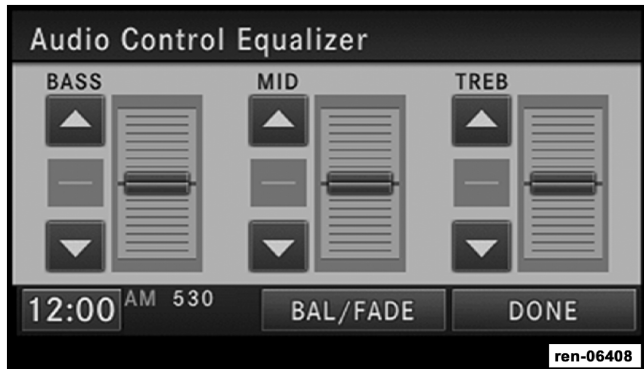 Audio Control Equalizer
BASS MID TREB
12:00 AM 530 BAL/FADE DONE
ren-06408